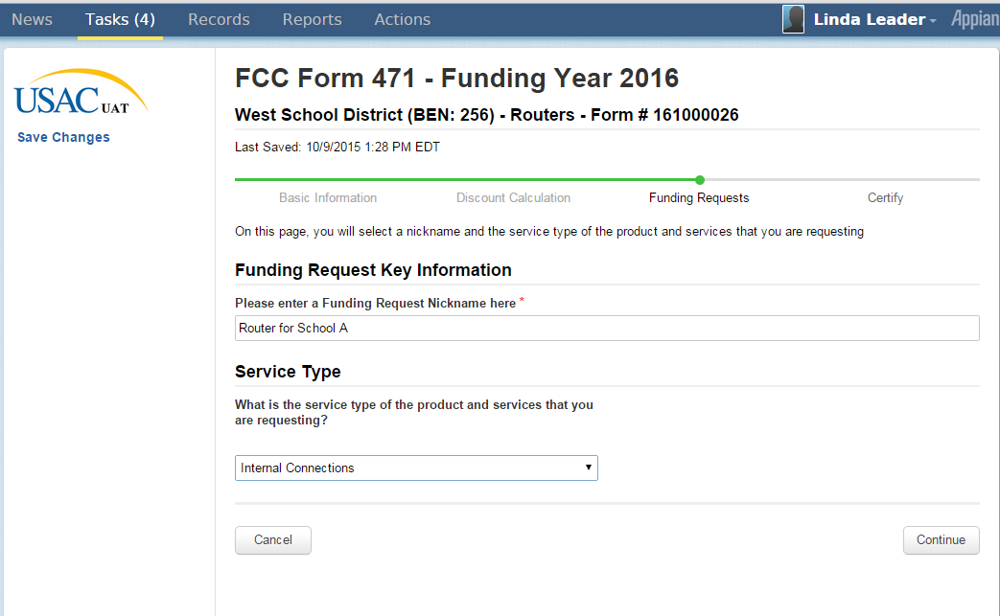 News Tasks (4) Records Reports Actions Linda Leader Appian
USAC UAT
Save Changes
FCC Form 471 - Funding Year 2016
West School District (BEN: 256) - Routers - Form # 161000026
Last Saved: 10/9/2015 1:28 PM EDT
Basic Information Discount Calculation Funding Requests Certify
On this page, you will select a nickname and the service type of the product and services that you are requesting
Funding Request Key Information
Please enter a Funding Request Nickname here *
Router for School A
Service Type
What is the service type of the product and services that you
are requesting?
Internal Connections
Cancel Continue